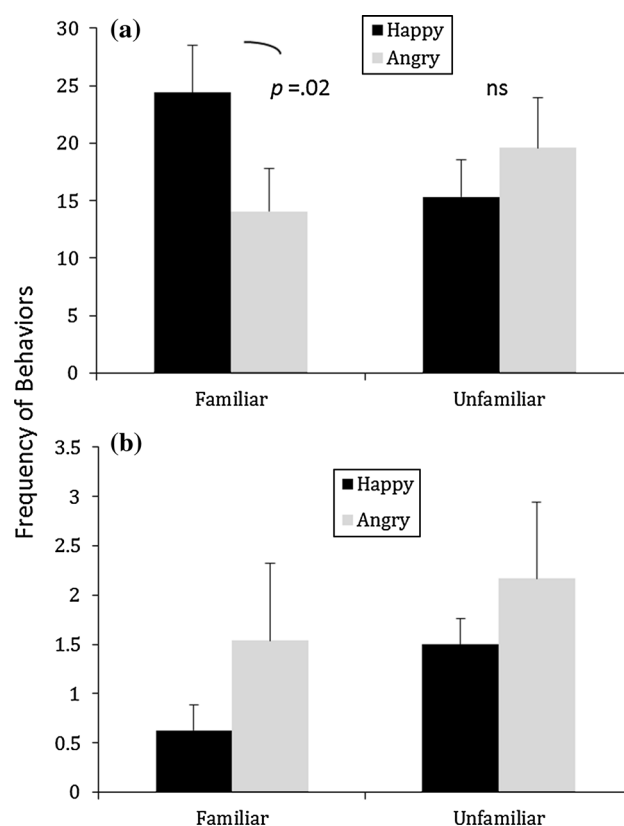 Frequency of Behaviors
(a)
Happy
Angry
p =.02
ns
30
25
20
15
10
5
0
Familiar
Unfamiliar
(b)
Happy
Angry
3.5
3
2.5
2
1.5
1
0.5
0
Familiar
Unfamiliar